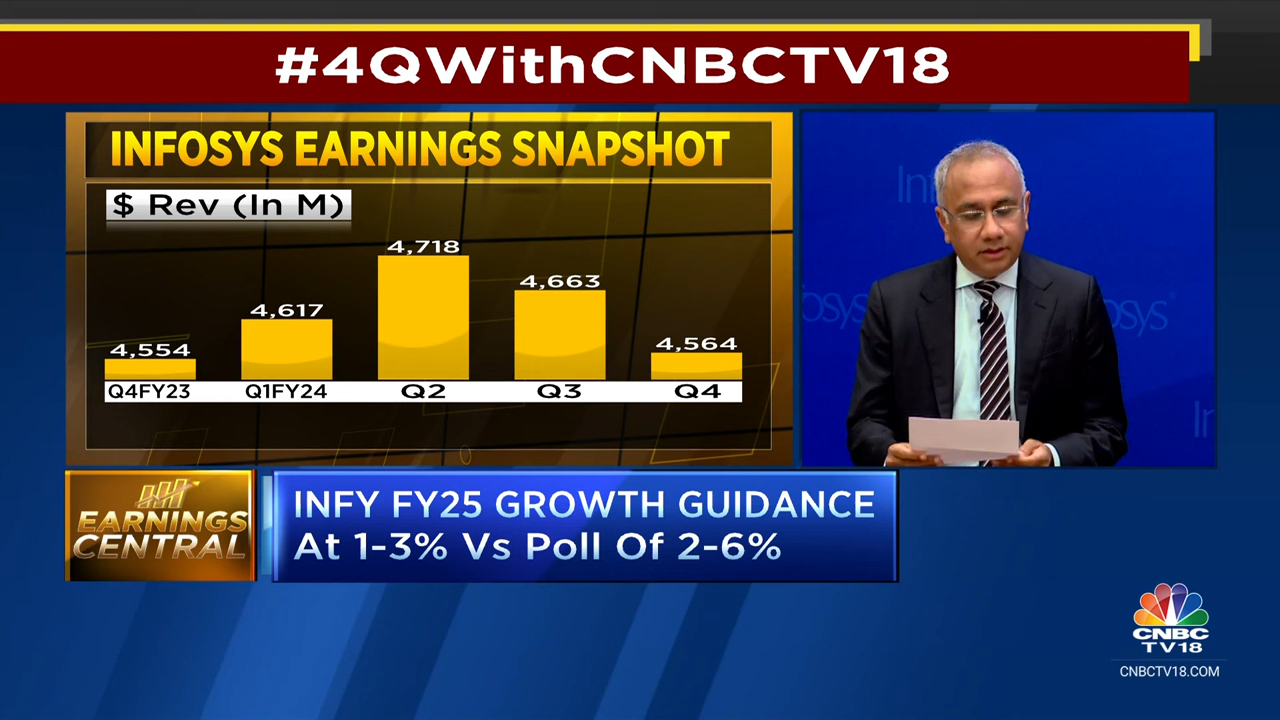 #4QWithCNBCTV18
INFOSYS EARNINGS SNAPSHOT
$ Rev (In M)
4,554
4,617
4,718
4,663
4,564
Q4FY23
Q1FY24
Q2
Q3
Q4
EARNINGS
CENTRAL
INFY FY25 GROWTH GUIDANCE
At 1-3% Vs Poll Of 2-6%
CNBC
TV18
CNBCTV18.COM